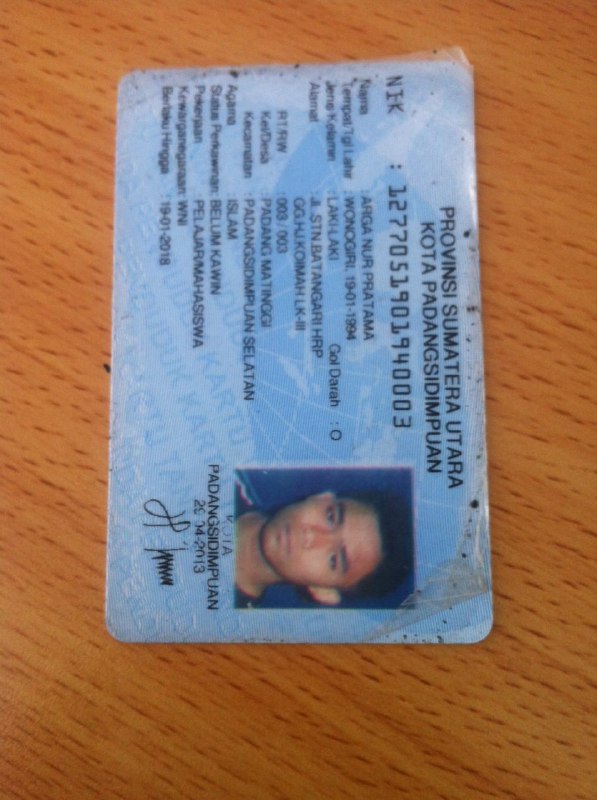 PROVINSI SUMATERA UTARA
KOTA PADANGSIDIMPUAN
NIK : 1277051901940003
Nama : ARGA NUR PRATAMA
Tempat/Tgl Lahir : WONOGIRI, 19-01-1994
Jenis Kelamin : LAKI-LAKI Gol Darah : O
Alamat : JL. STN.BATANGARI HRP
GG.HJ.KOIMAH LK-III
RT/RW : 003 / 003
Kel/Desa : PADANG MATINGGI
Kecamatan : PADANGSIDIMPUAN SELATAN
Agama : ISLAM
Status Perkawinan: BELUM KAWIN
Pekerjaan : PELAJAR/MAHASISWA
Kewarganegaraan: WNI
Berlaku Hingga : 19-01-2018
KOTA
PADANGSIDIMPUAN
29-04-2013